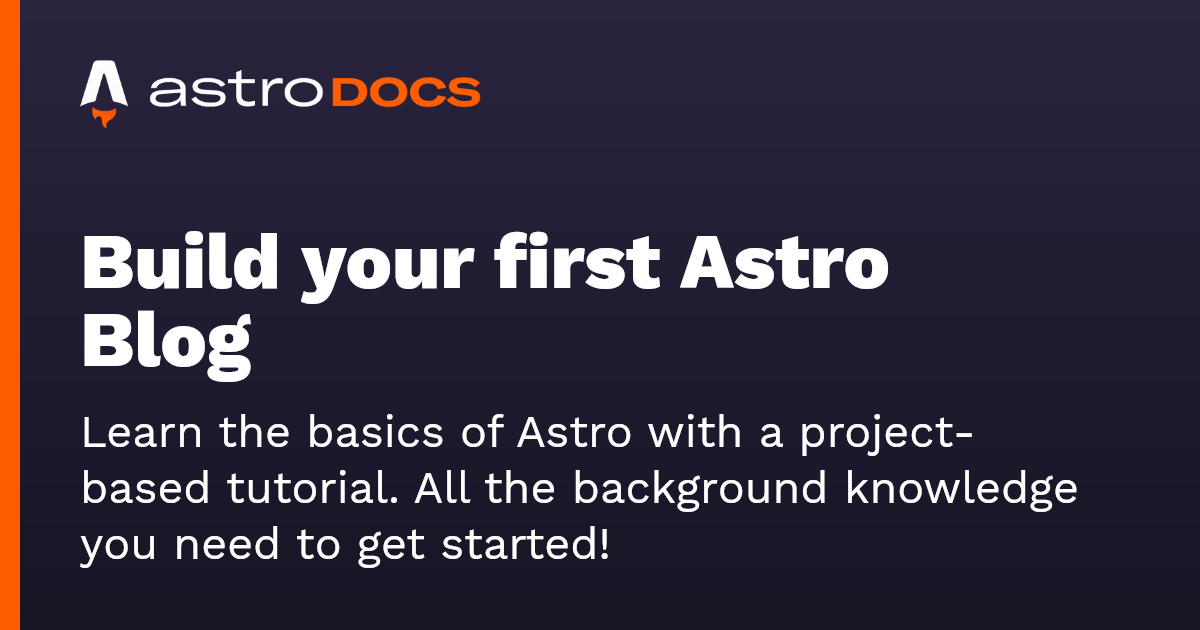 astro DOCS
Build your first Astro
Blog
Learn the basics of Astro with a project-
based tutorial. All the background knowledge
you need to get started!